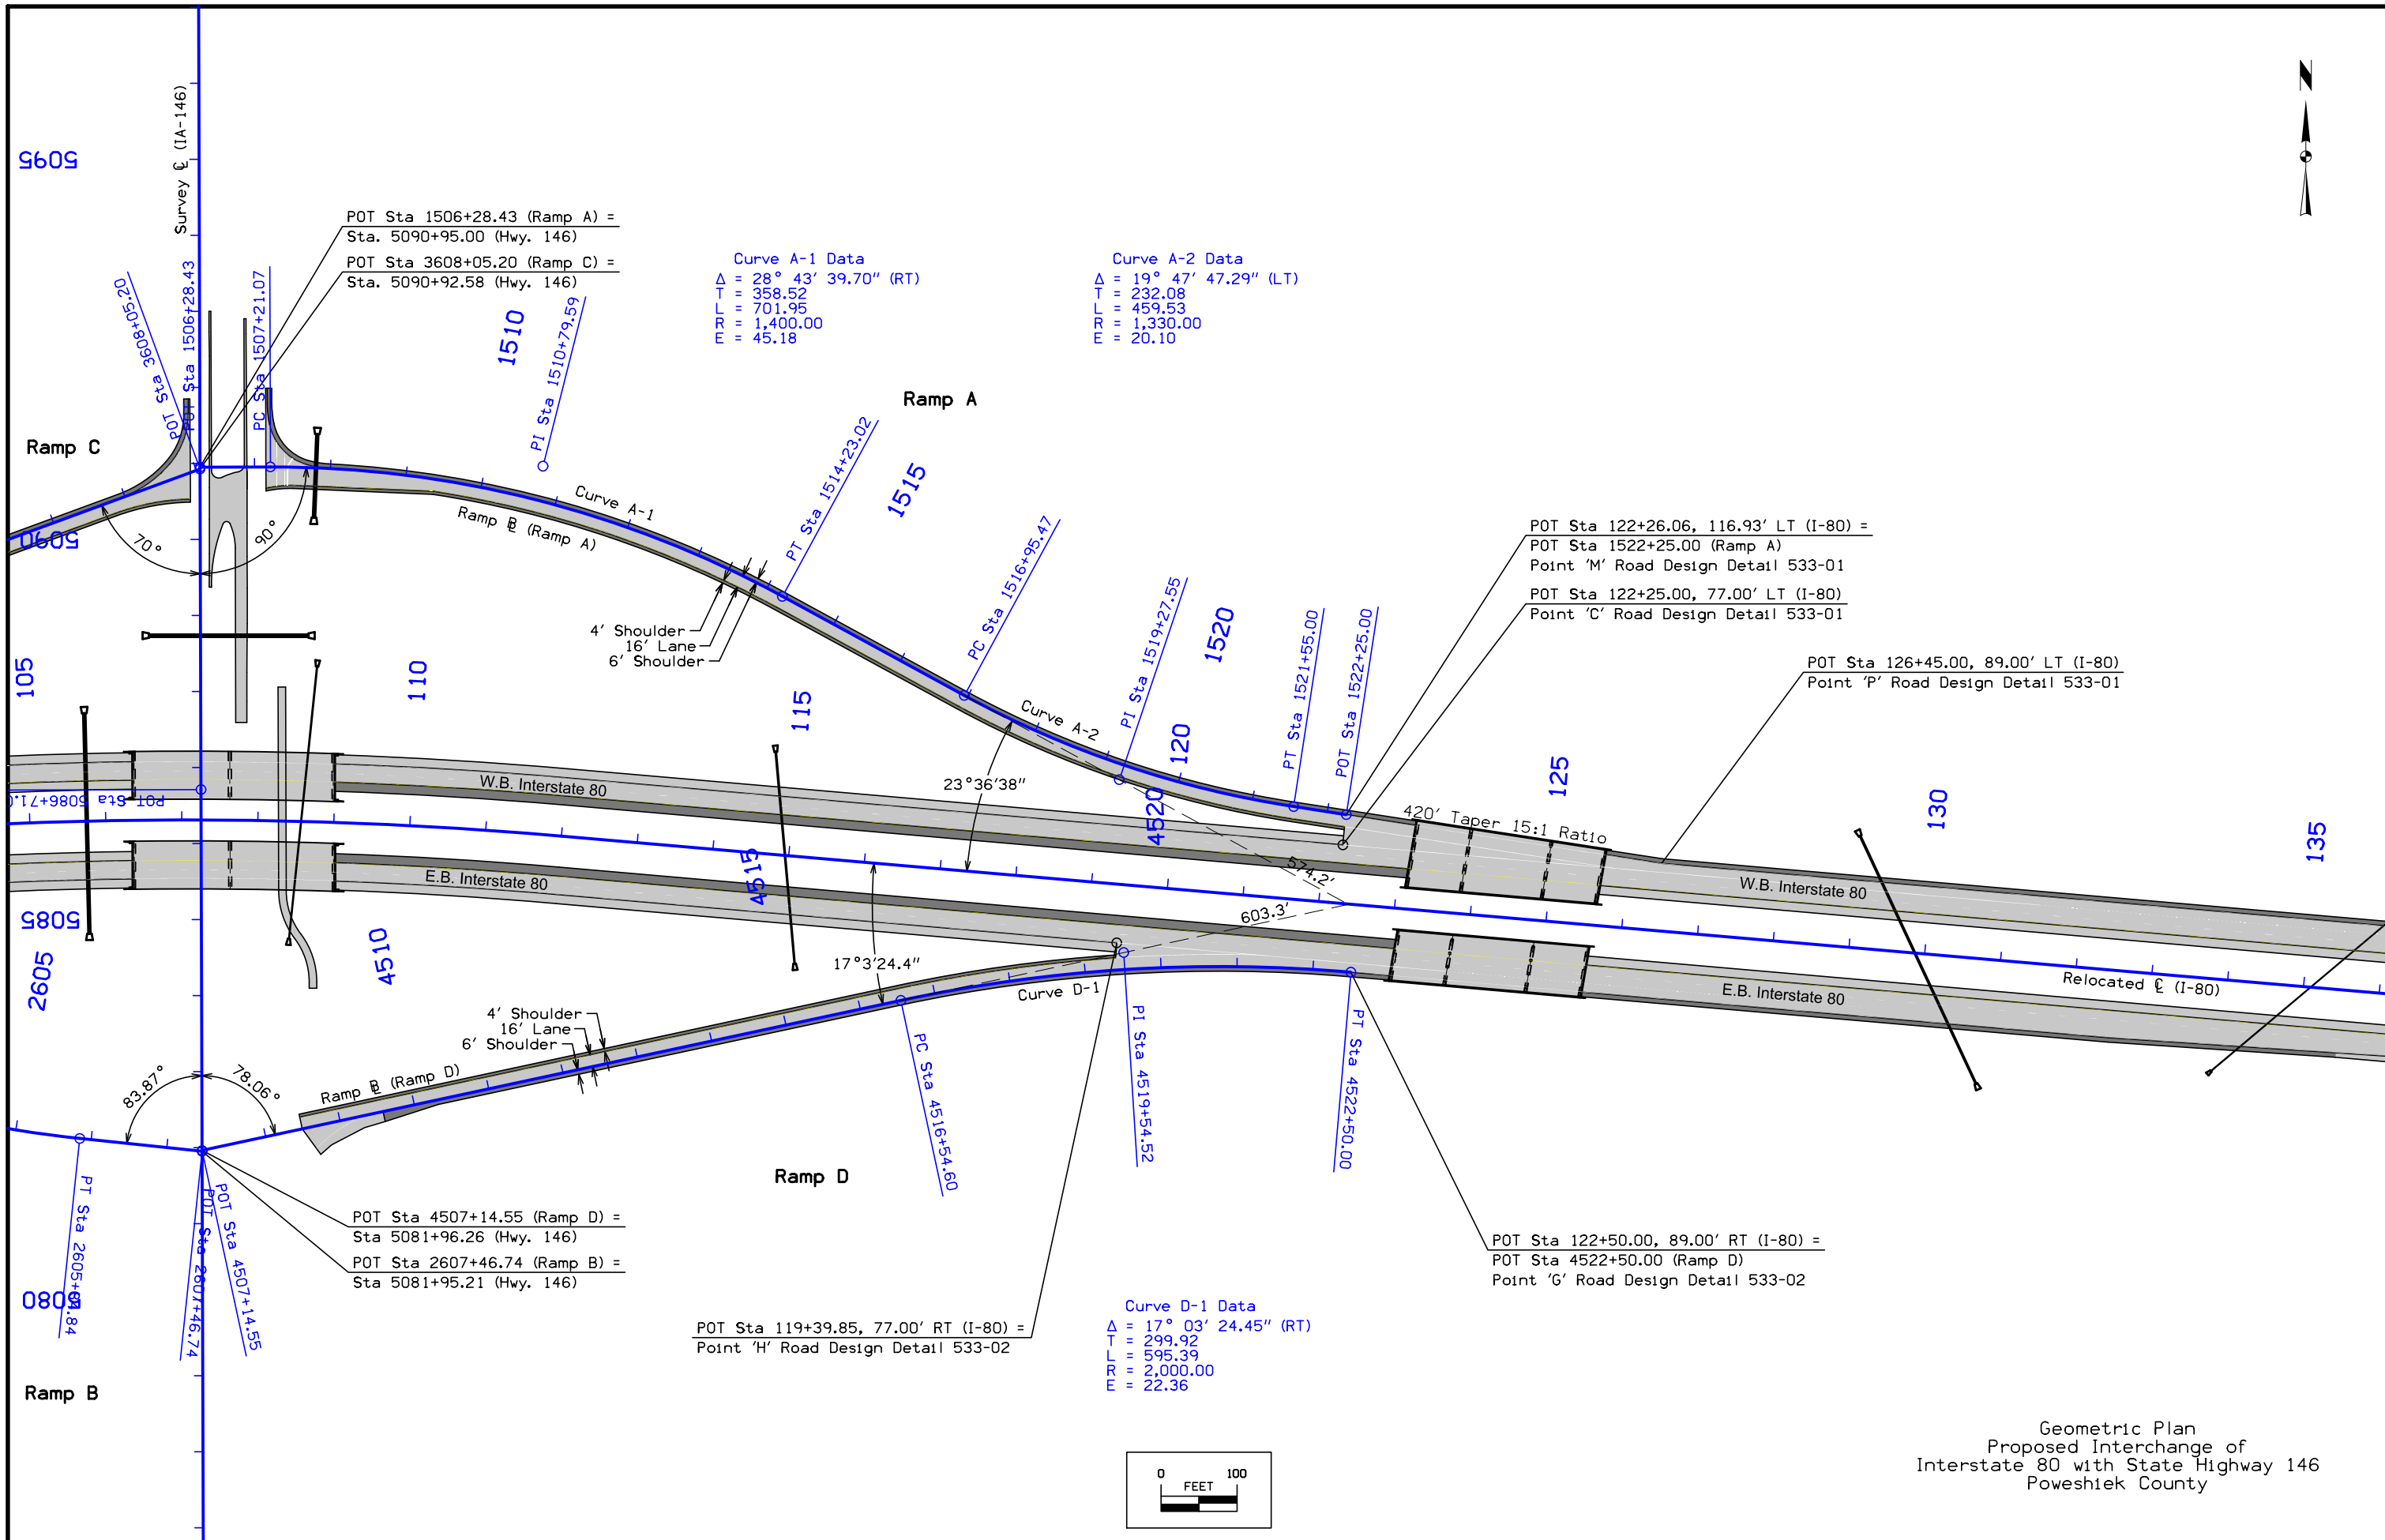 N
Survey ℄ (IA-146)
5095
POT Sta 1506+28.43 (Ramp A) =
Sta. 5090+95.00 (Hwy. 146)
POT Sta 3608+05.20 (Ramp C) =
Sta. 5090+92.58 (Hwy. 146)
POT Sta 3608+05.20
POT Sta 1506+28.43
PC Sta 1507+21.07
1510
PI Sta 1510+79.59
Curve A-1 Data
Δ = 28° 43' 39.70" (RT)
T = 358.52
L = 701.95
R = 1,400.00
E = 45.18
Curve A-2 Data
Δ = 19° 47' 47.29" (LT)
T = 232.08
L = 459.53
R = 1,330.00
E = 20.10
Ramp A
Ramp C
PT Sta 1514+23.02
1515
Curve A-1
Ramp ℄ (Ramp A)
5090
70°
90°
PC Sta 1516+95.47
POT Sta 122+26.06, 116.93' LT (I-80) =
POT Sta 1522+25.00 (Ramp A)
Point 'M' Road Design Detail 533-01
POT Sta 122+25.00, 77.00' LT (I-80)
Point 'C' Road Design Detail 533-01
4' Shoulder
16' Lane
6' Shoulder
PI Sta 1519+27.55
1520
PT Sta 1521+55.00
POT Sta 1522+25.00
POT Sta 126+45.00, 89.00' LT (I-80)
Point 'P' Road Design Detail 533-01
105
110
115
120
125
130
135
Curve A-2
W.B. Interstate 80
23°36'38"
POT Sta 5086+71.0
4520
420' Taper 15:1 Ratio
574.2'
W.B. Interstate 80
4515
E.B. Interstate 80
603.3'
5085
2605
4510
17°3'24.4"
Curve D-1
Relocated ℄ (I-80)
E.B. Interstate 80
4' Shoulder
16' Lane
6' Shoulder
PI Sta 4519+54.52
PT Sta 4522+50.00
PC Sta 4516+54.60
83.87°
78.06°
Ramp ℄ (Ramp D)
Ramp D
PT Sta 2605+ .84
POT Sta 2607+46.74
POT Sta 4507+14.55
POT Sta 4507+14.55 (Ramp D) =
Sta 5081+96.26 (Hwy. 146)
POT Sta 2607+46.74 (Ramp B) =
Sta 5081+95.21 (Hwy. 146)
POT Sta 122+50.00, 89.00' RT (I-80) =
POT Sta 4522+50.00 (Ramp D)
Point 'G' Road Design Detail 533-02
5080
POT Sta 119+39.85, 77.00' RT (I-80) =
Point 'H' Road Design Detail 533-02
Curve D-1 Data
Δ = 17° 03' 24.45" (RT)
T = 299.92
L = 595.39
R = 2,000.00
E = 22.36
Ramp B
0 100
FEET
Geometric Plan
Proposed Interchange of
Interstate 80 with State Highway 146
Poweshiek County